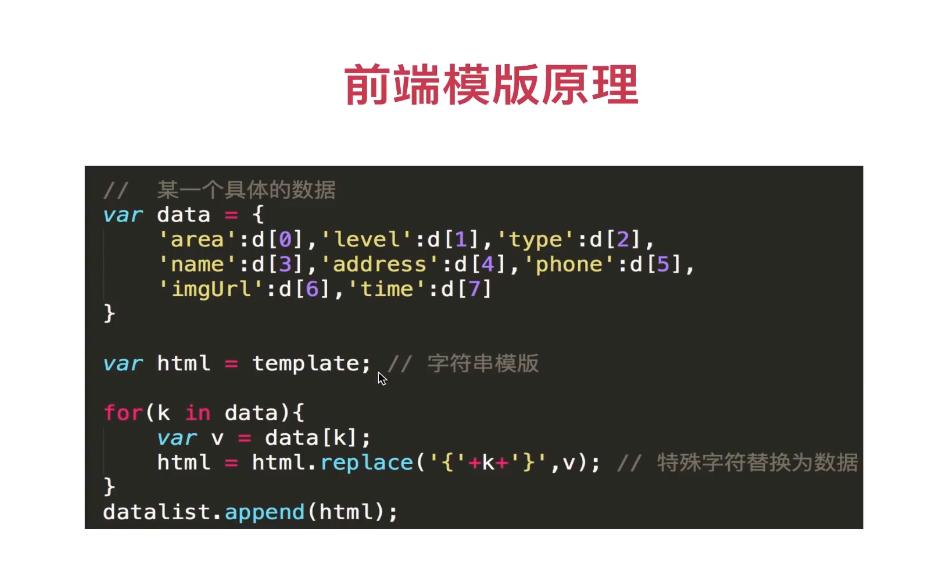 前端模版原理
//  某一个具体的数据
var data = {
    'area':d[0],'level':d[1],'type':d[2],
    'name':d[3],'address':d[4],'phone':d[5],
    'imgUrl':d[6],'time':d[7]
}
var html = template; // 字符串模版
for(k in data){
    var v = data[k];
    html = html.replace('{'+k+'}',v); // 特殊字符替换为数据
}
datalist.append(html);